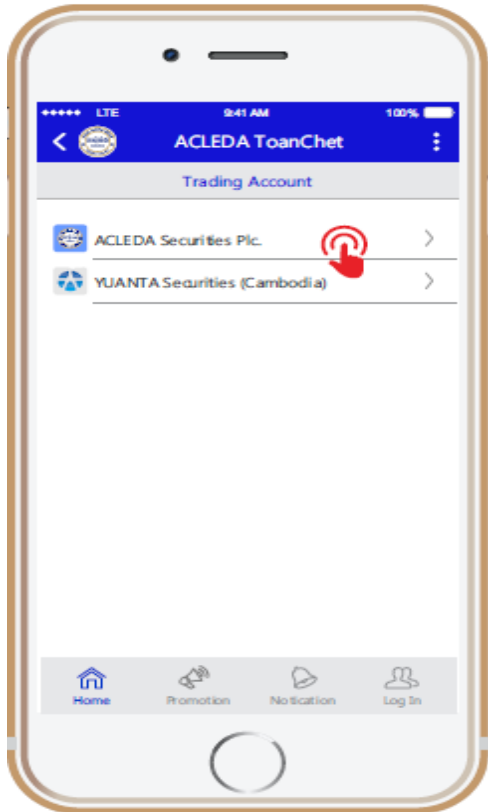 LTE 9:41 AM 100%
ACLEDA ToanChet
Trading Account
ACLEDA Securities Plc.
YUANTA Securities (Cambodia)
Home Promotion Notication Log In